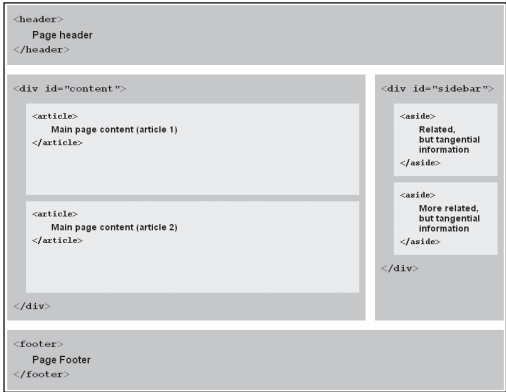 <header>
Page header
</header>
<div id="content">
<article>
Main page content (article 1)
</article>
<article>
Main page content (article 2)
</article>
</div>
<div id="sidebar">
<aside>
Related,
but tangential
information
</aside>
<aside>
More related,
but tangential
information
</aside>
</div>
<footer>
Page Footer
</footer>